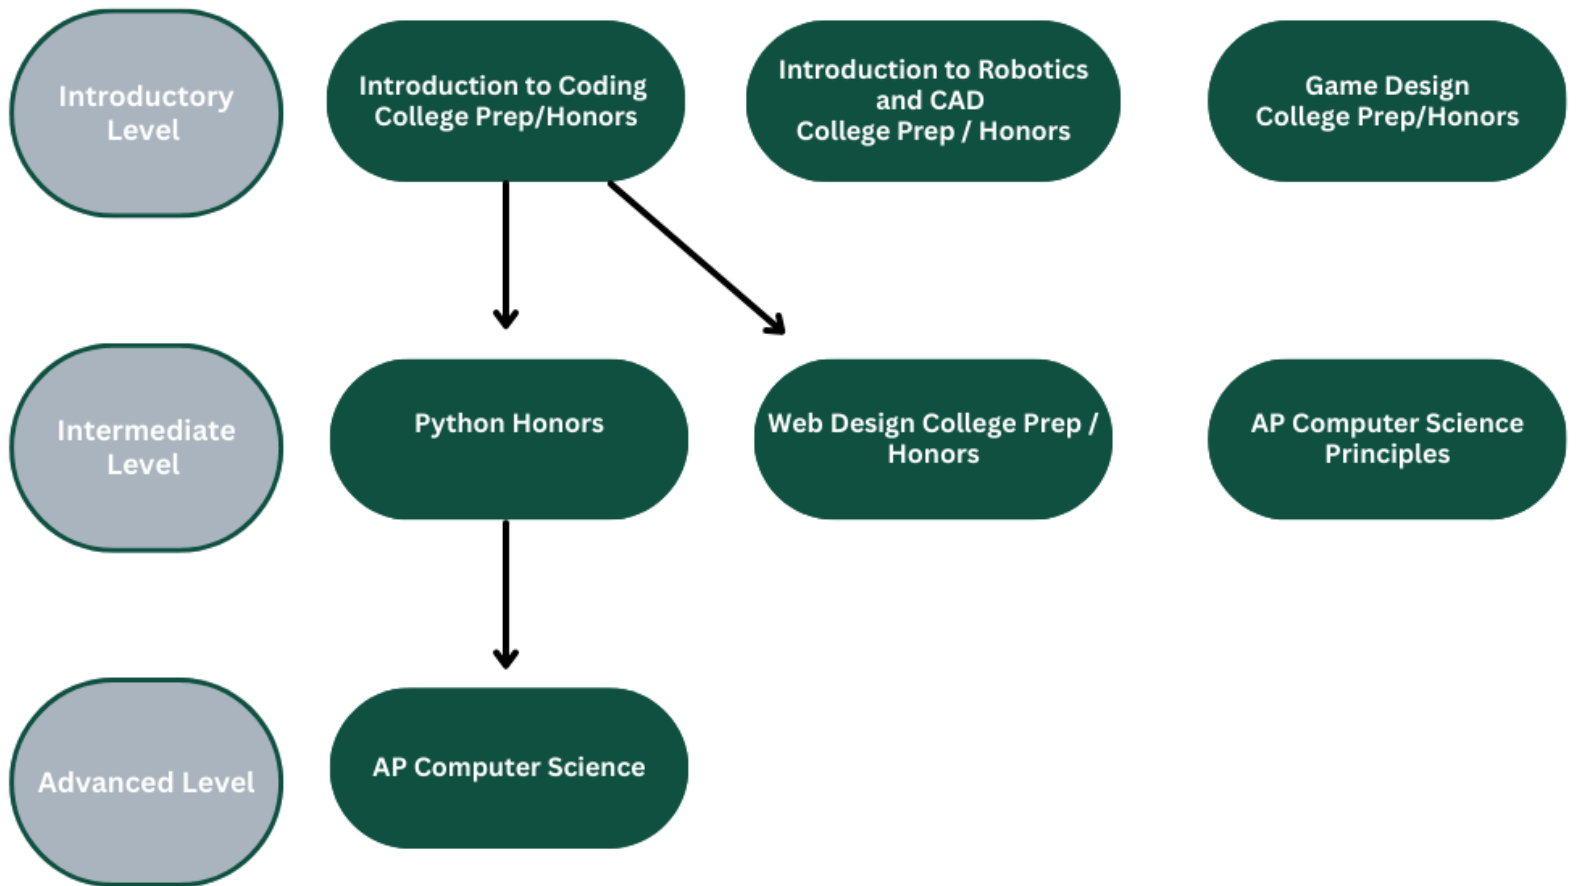 Introductory
Level
Introduction to Coding
College Prep/Honors
Introduction to Robotics
and CAD
College Prep / Honors
Game Design
College Prep/Honors
Intermediate
Level
Python Honors
Web Design College Prep /
Honors
AP Computer Science
Principles
Advanced Level
AP Computer Science